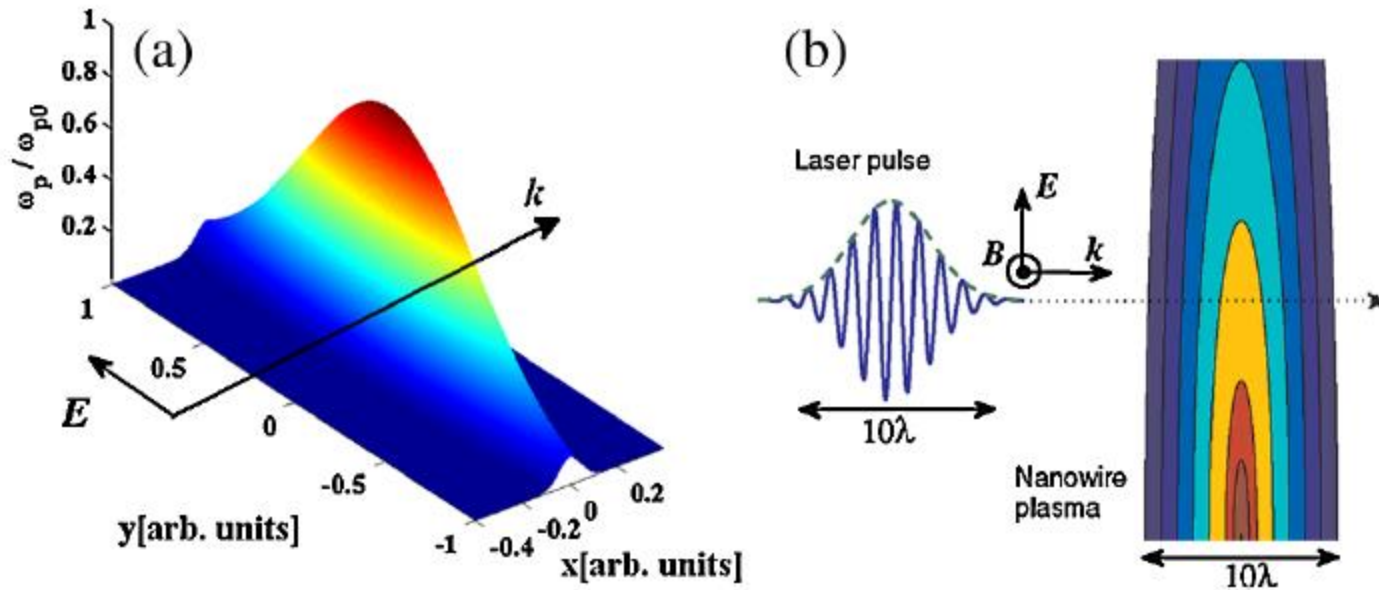 (a)
1
0.8
0.6
0.4
0.2
ω_p / ω_p0
k
E
1
0.5
0
-0.5
-1
y[arb. units]
-0.4
-0.2
0
0.2
x[arb. units]
(b)
Laser pulse
E
B
k
10λ
Nanowire
plasma
10λ